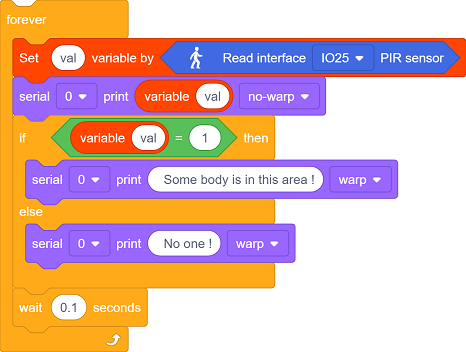 forever
Set val variable by Read interface IO25 PIR sensor
serial 0 print variable val no-warp
if variable val = 1 then
serial 0 print Some body is in this area !  warp
else
serial 0 print No one ! warp
wait 0.1 seconds